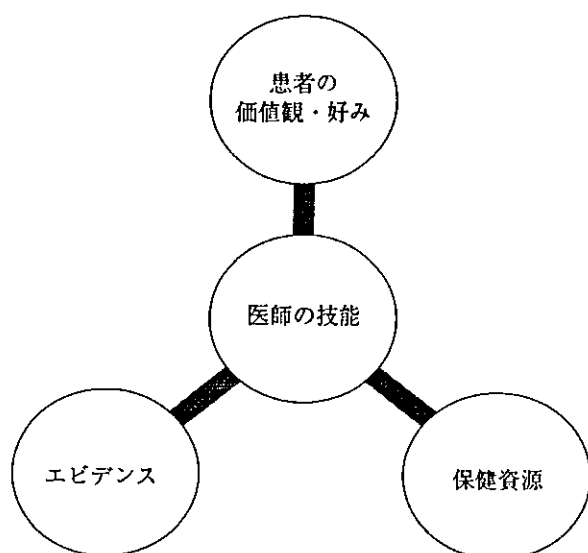 患者の
価値観・好み
医師の技能
エビデンス
保健資源